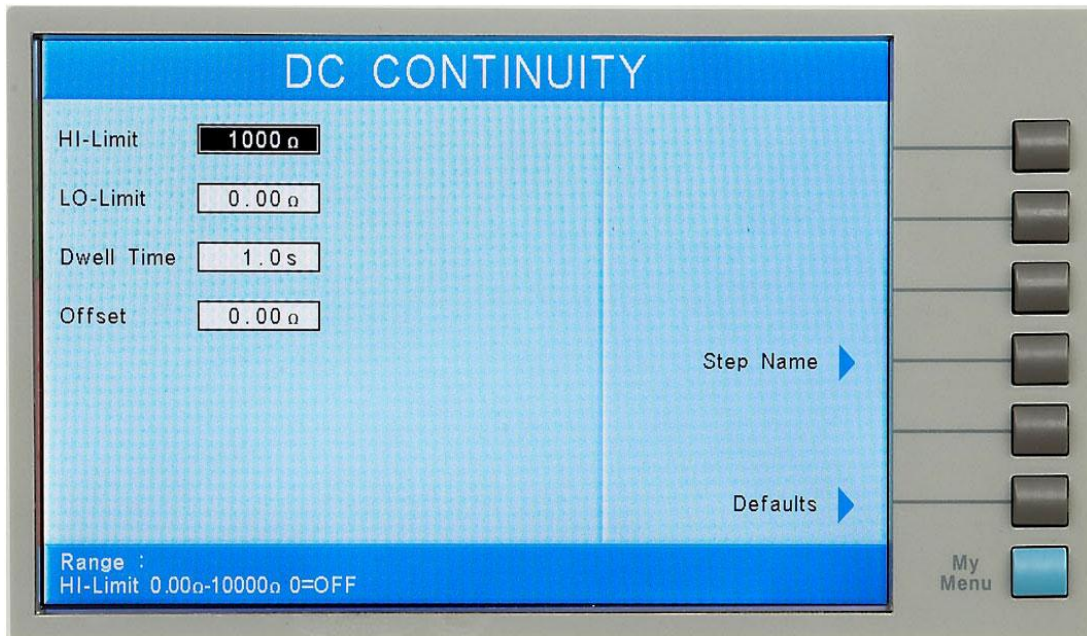 DC CONTINUITY
HI-Limit 1000 Ω
LO-Limit 0.00 Ω
Dwell Time 1.0 s
Offset 0.00 Ω
Step Name
Defaults
Range :
HI-Limit 0.00Ω-10000Ω 0=OFF
My
Menu